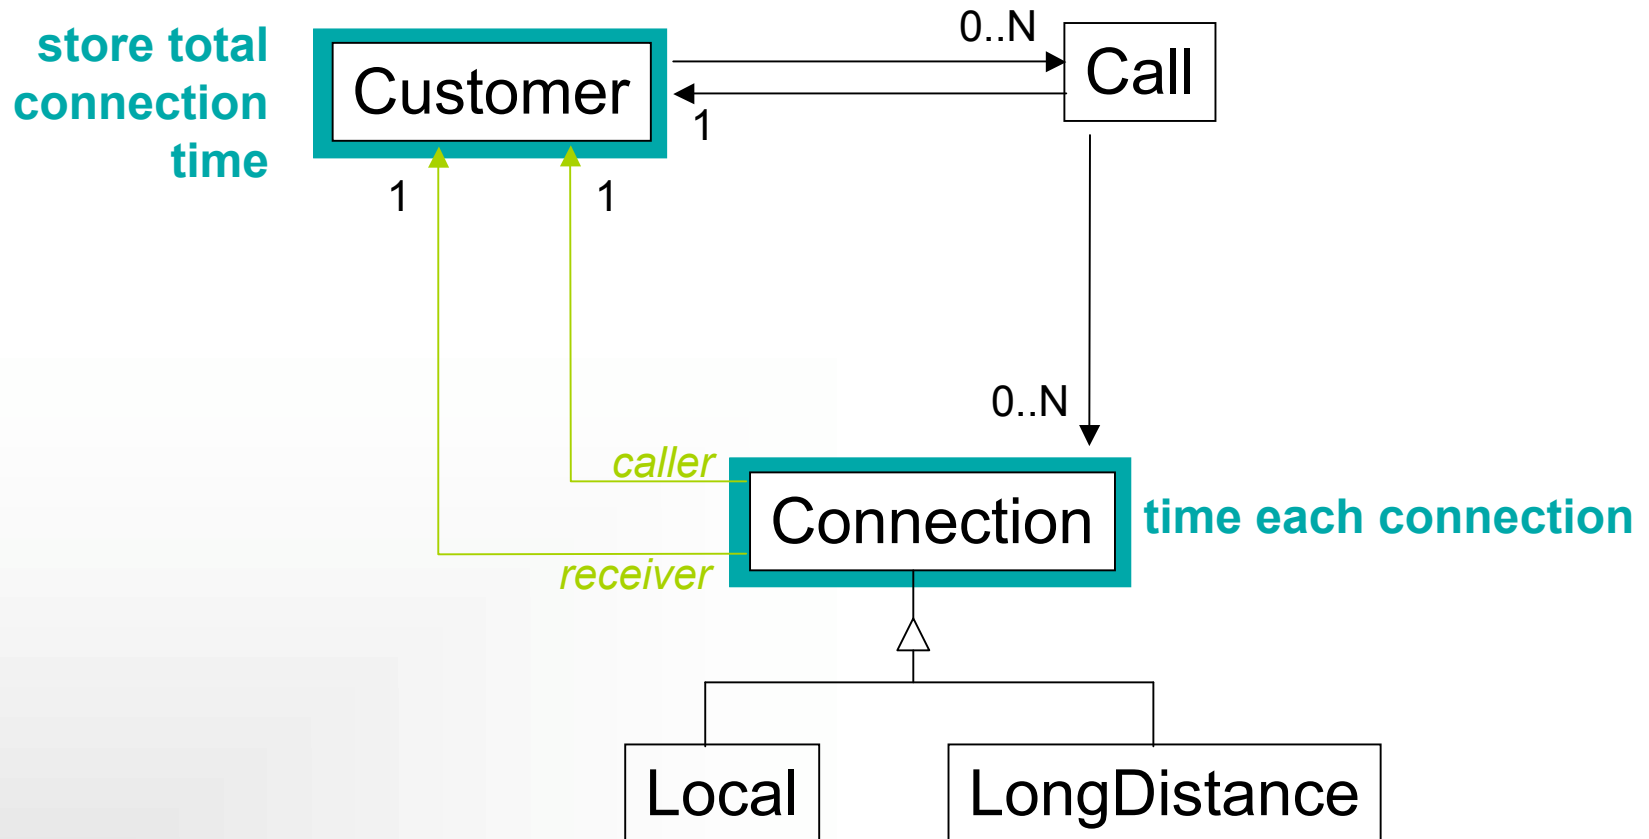 store total
connection
time
Customer
0..N
Call
1
1
1
0..N
caller
Connection
time each connection
receiver
Local
LongDistance